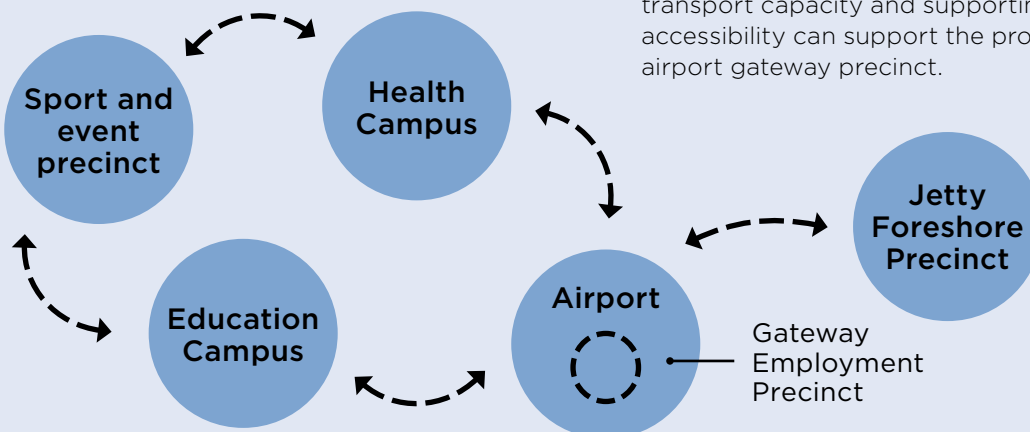 transport capacity and supportin
accessibility can support the pro
airport gateway precinct.
Sport and
event
precinct
Health
Campus
Jetty
Foreshore
Precinct
Education
Campus
Airport
Gateway
Employment
Precinct